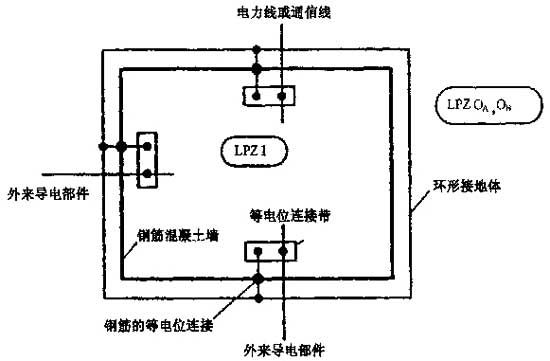 电力线或通信线
LPZ 0A,0B
LPZ 1
外来导电部件
环形接地体
等电位连接带
钢筋混凝土墙
钢筋的等电位连接
外来导电部件